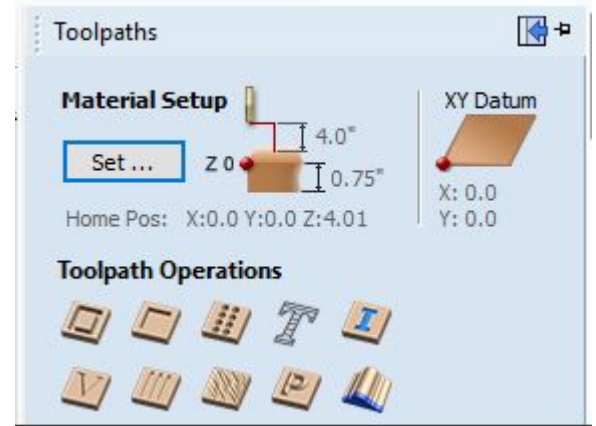 Toolpaths
Material Setup
XY Datum
4.0"
Set ...
Z 0
0.75"
X: 0.0
Home Pos: X:0.0 Y:0.0 Z:4.01
Y: 0.0
Toolpath Operations